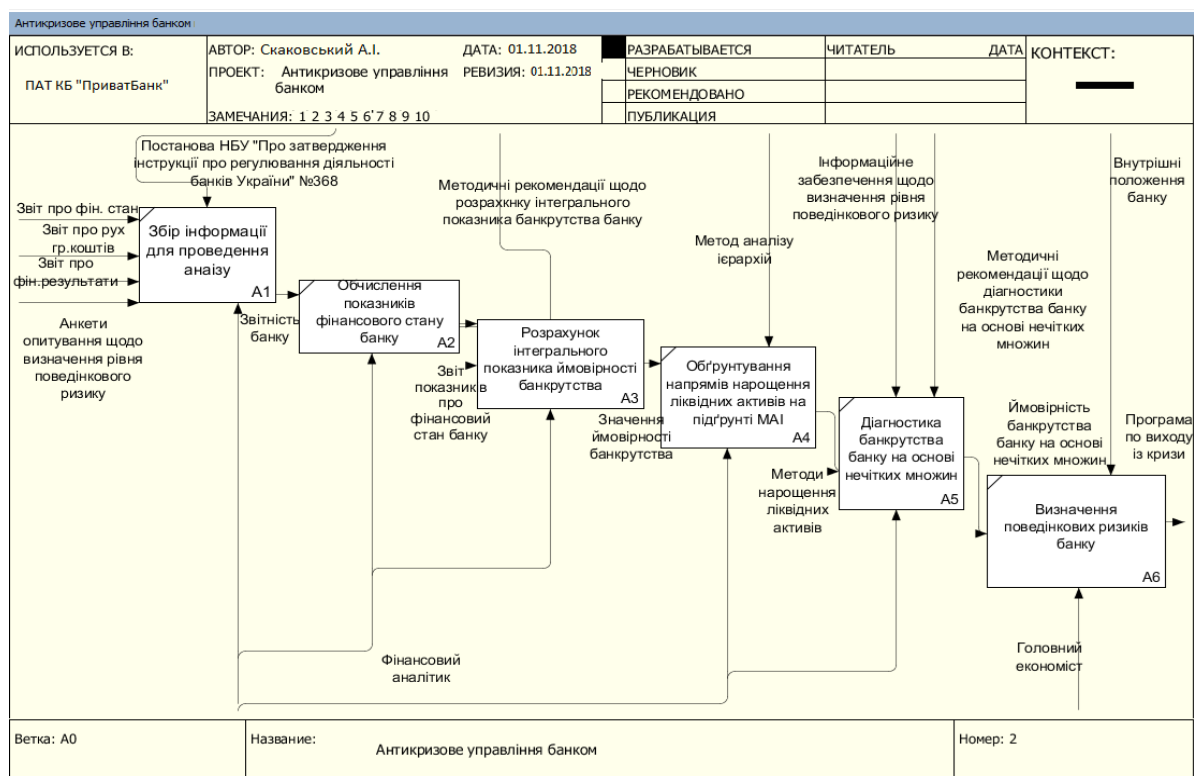 Антикризове управління банком
ИСПОЛЬЗУЕТСЯ В:
ПАТ КБ "ПриватБанк"
АВТОР: Скаковський А.І.
ДАТА: 01.11.2018
ПРОЕКТ: Антикризове управління
банком
РЕВИЗИЯ: 01.11.2018
ЗАМЕЧАНИЯ: 1 2 3 4 5 6 7 8 9 10
РАЗРАБАТЫВАЕТСЯ
ЧЕРНОВИК
РЕКОМЕНДОВАНО
ПУБЛИКАЦИЯ
ЧИТАТЕЛЬ
ДАТА
КОНТЕКСТ:
Постанова НБУ "Про затвердження
інструкції про регулювання діяльності
банків України" №368
Методичні рекомендації щодо
розрахкнку інтегрального
показника банкрутства банку
Метод аналізу
ієрархій
Інформаційне
забезпечення щодо
визначення рівня
поведінкового ризику
Методичні
рекомендації щодо
діагностики
банкрутства банку
на основі нечітких
множин
Внутрішні
положення
банку
Звіт про фін. стан
Звіт про рух
гр.коштів
Звіт про
фін.результати
Анкети
опитування щодо
визначення рівня
поведінкового
ризику
Збір інформації
для проведення
анаізу
A1
Звітність
банку
Обчислення
показників
фінансового стану
банку
A2
Звіт
показників
про
фінансовий
стан банку
Розрахунок
інтегрального
показника ймовірності
банкрутства
A3
Значення
ймовірності
банкрутства
Обґрунтування
напрямів нарощення
ліквідних активів на
підґрунті МАІ
A4
Методи
нарощення
ліквідних
активів
Діагностика
банкрутства
банку на основі
нечітких множин
A5
Ймовірність
банкрутства
банку на основі
нечітких множин
Визначення
поведінкових ризиків
банку
A6
Програма
по виходу
із кризи
Фінансовий
аналітик
Головний
економіст
Ветка: A0
Название:
Антикризове управління банком
Номер: 2